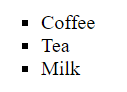 ▪ Coffee
▪ Tea
▪ Milk